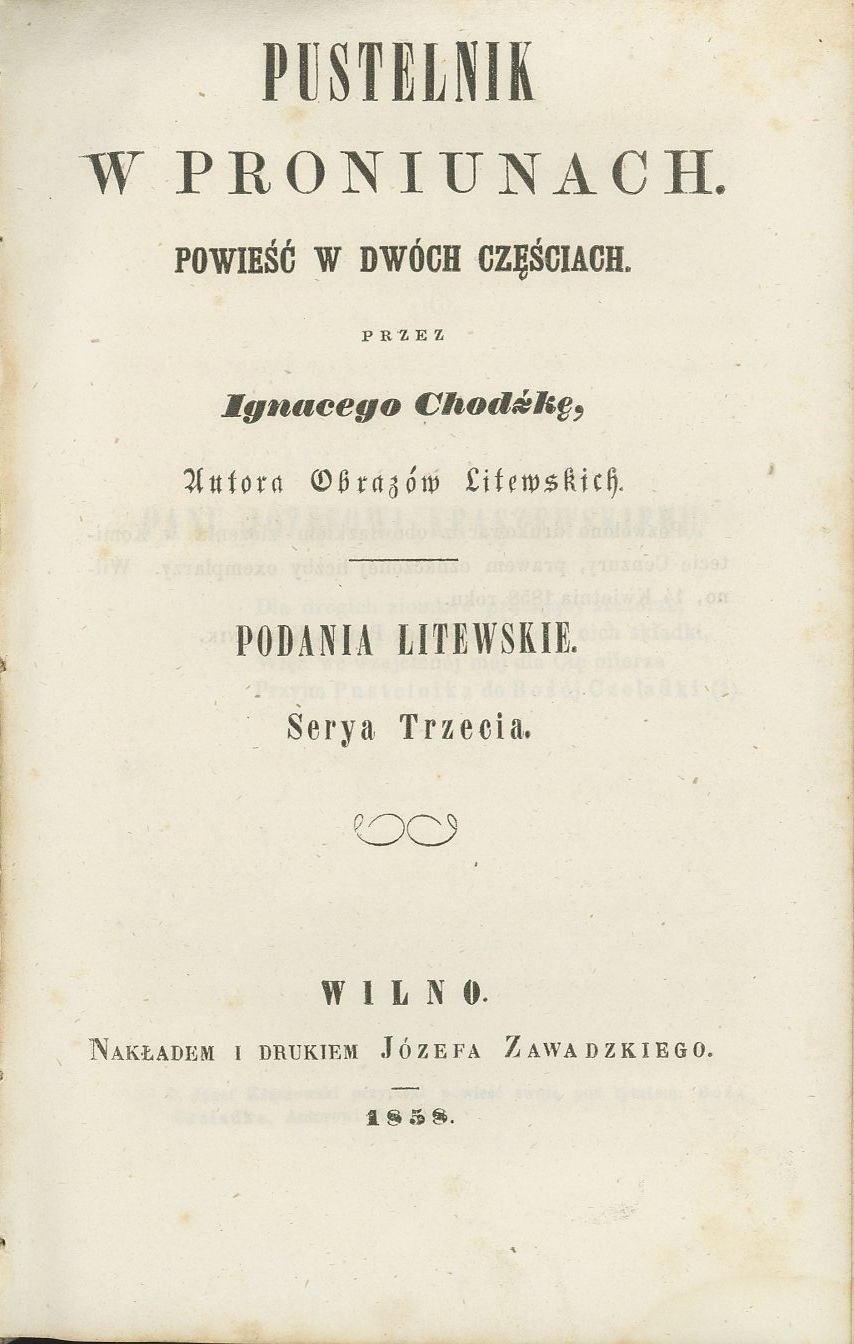 PUSTELNIK
W PRONIUNACH.
POWIEŚĆ W DWÓCH CZĘŚCIACH.
PRZEZ
Ignacego Chodźkę,
Autora Obrazów Litewskich.
PODANIA LITEWSKIE.
Serya Trzecia.
WILNO.
NAKŁADEM I DRUKIEM JÓZEFA ZAWADZKIEGO.
1858.